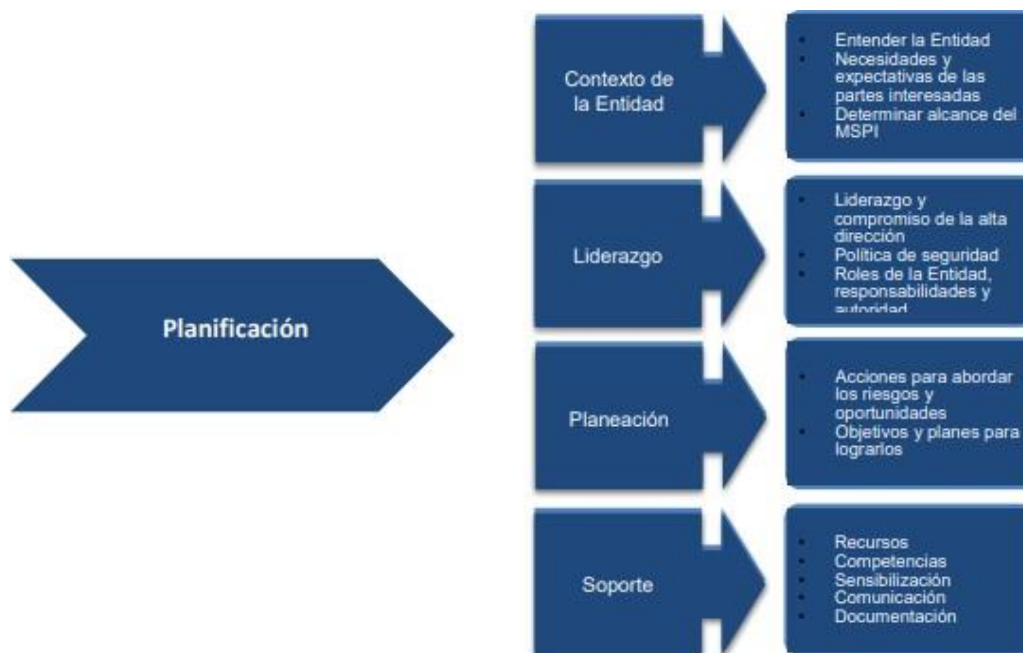 Planificación
Contexto de
la Entidad
Entender la Entidad
Necesidades y
expectativas de las
partes interesadas
Determinar alcance del
MSPI
Liderazgo
Liderazgo y
compromiso de la alta
dirección
Política de seguridad
Roles de la Entidad,
responsabilidades y
autoridad
Planeación
Acciones para abordar
los riesgos y
oportunidades
Objetivos y planes para
lograrlos
Soporte
Recursos
Competencias
Sensibilización
Comunicación
Documentación